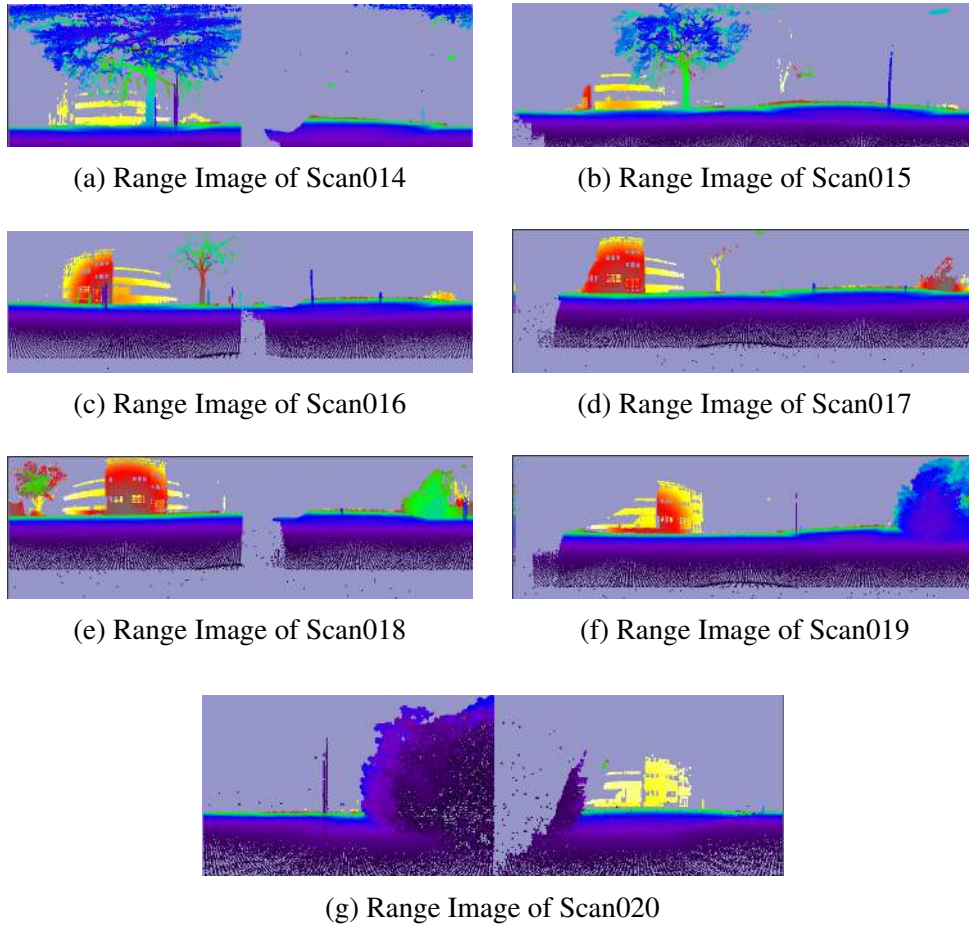 (a) Range Image of Scan014
(b) Range Image of Scan015
(c) Range Image of Scan016
(d) Range Image of Scan017
(e) Range Image of Scan018
(f) Range Image of Scan019
(g) Range Image of Scan020